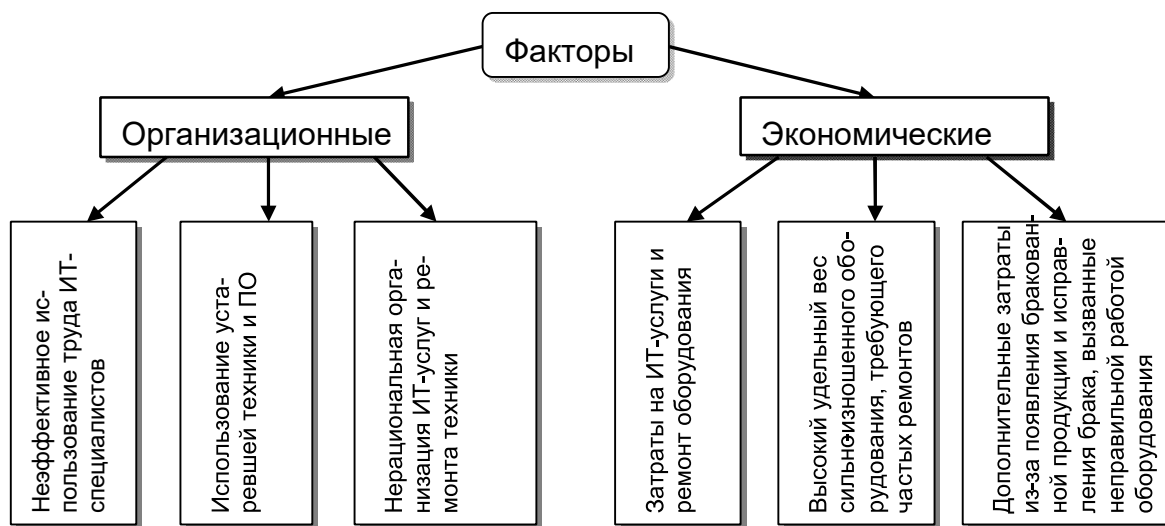 Факторы
Организационные
Экономические
Неэффективное ис-
пользование труда ИТ-
специалистов
Использование уста-
ревшей техники и ПО
Нерациональная орга-
низация ИТ-услуг и ре-
монта техники
Затраты на ИТ-услуги и
ремонт оборудования
Высокий удельный вес
сильно-изношенного обо-
рудования, требующего
частых ремонтов
Дополнительные затраты
из-за появления бракован-
ной продукции и исправ-
ления брака, вызванные
неправильной работой
оборудования